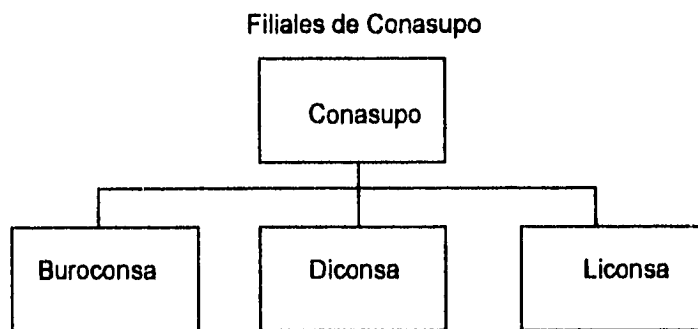 Filiales de Conasupo
Conasupo
Buroconsa
Diconsa
Liconsa